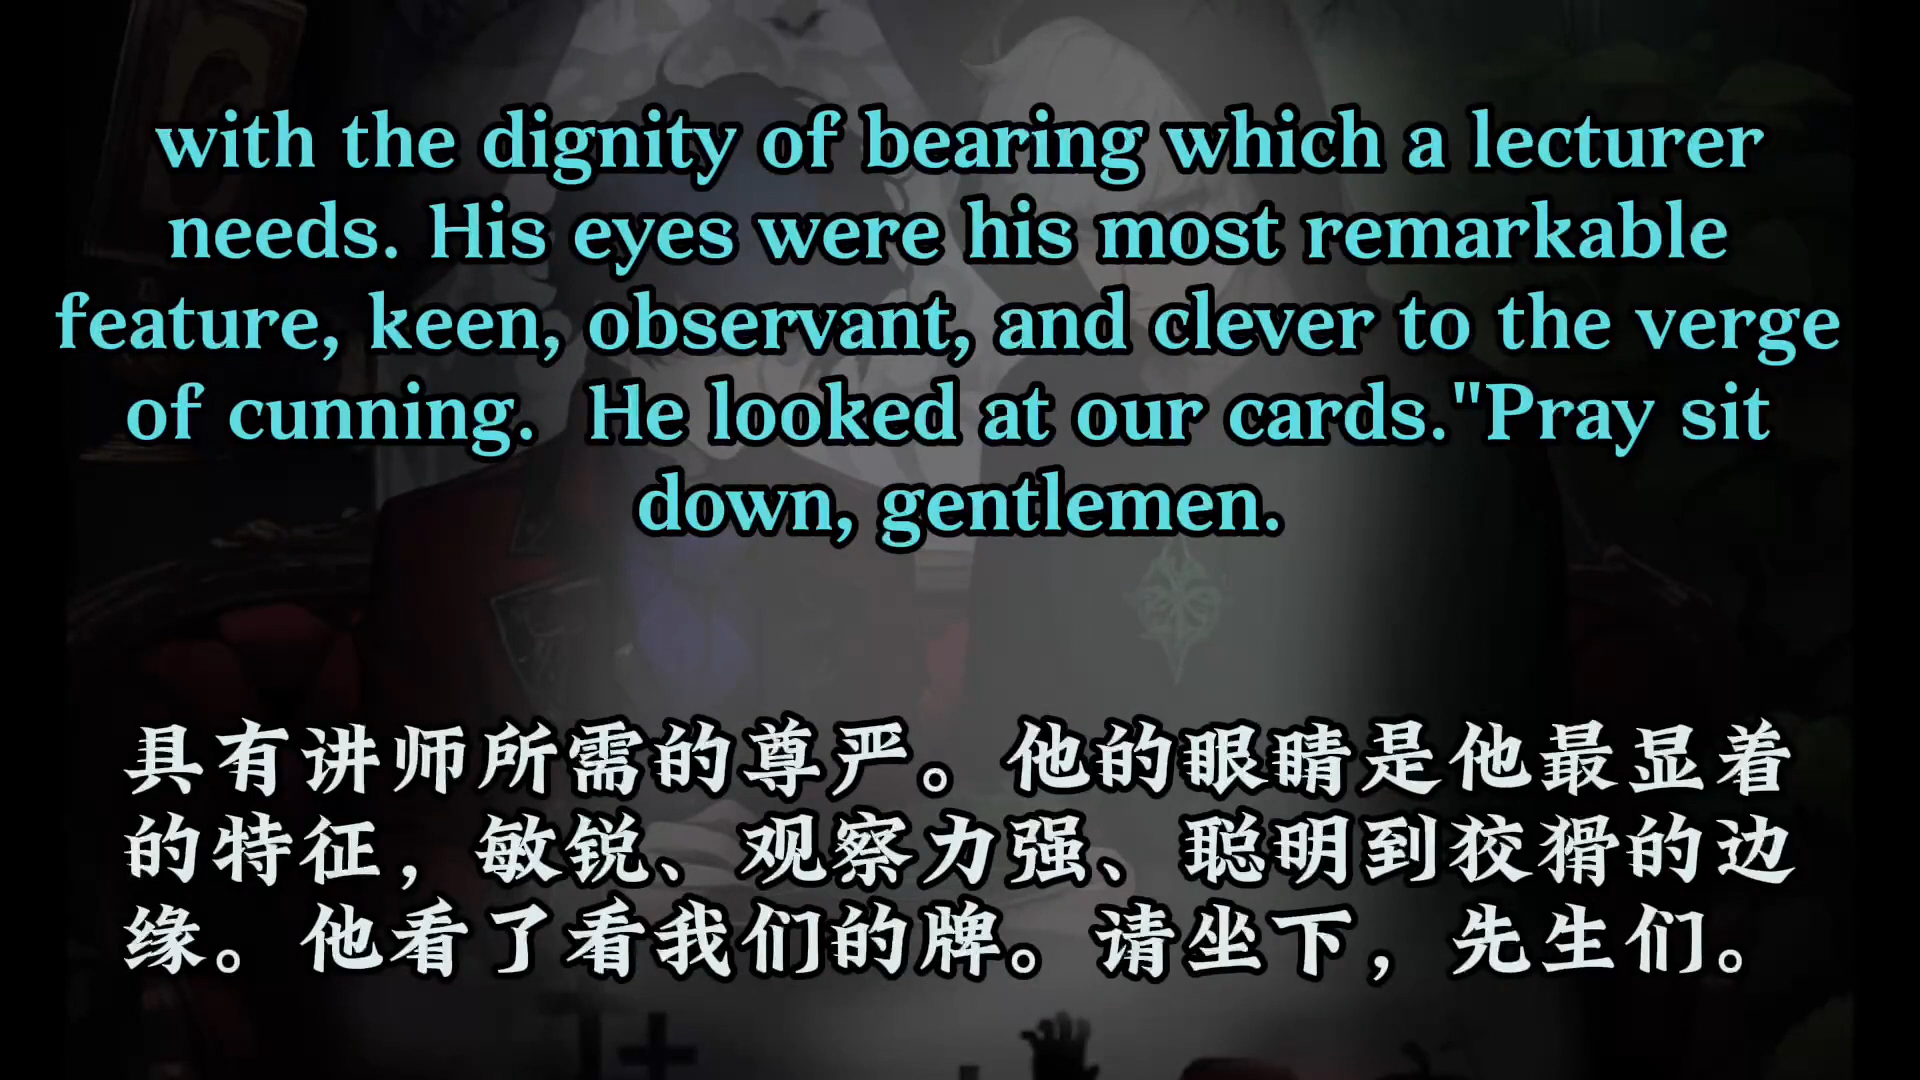 with the dignity of bearing which a lecturer
needs. His eyes were his most remarkable
feature, keen, observant, and clever to the verge
of cunning.  He looked at our cards."Pray sit
down, gentlemen.
具有讲师所需的尊严。他的眼睛是他最显着
的特征，敏锐、观察力强、聪明到狡猾的边
缘。他看了看我们的牌。请坐下，先生们。